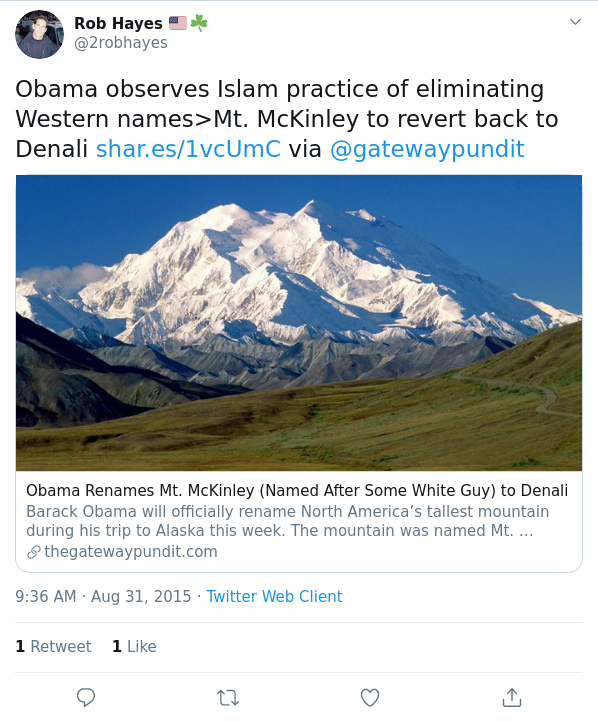 Rob Hayes 🇺🇸☘️
@2robhayes
Obama observes Islam practice of eliminating
Western names>Mt. McKinley to revert back to
Denali shar.es/1vcUmC via @gatewaypundit
Obama Renames Mt. McKinley (Named After Some White Guy) to Denali
Barack Obama will officially rename North America’s tallest mountain
during his trip to Alaska this week. The mountain was named Mt. …
thegatewaypundit.com
9:36 AM · Aug 31, 2015 · Twitter Web Client
1 Retweet 1 Like